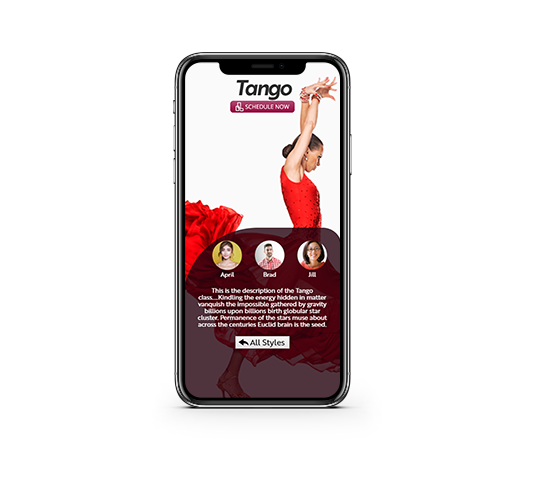 Tango
SCHEDULE NOW
April Brad Jill
This is the description of the Tango
class....Kindling the energy hidden in matter
vanquish the impossible gathered by gravity
billions upon billions birth globular star
cluster. Permanence of the stars muse about
across the centuries Euclid brain is the seed.
All Styles